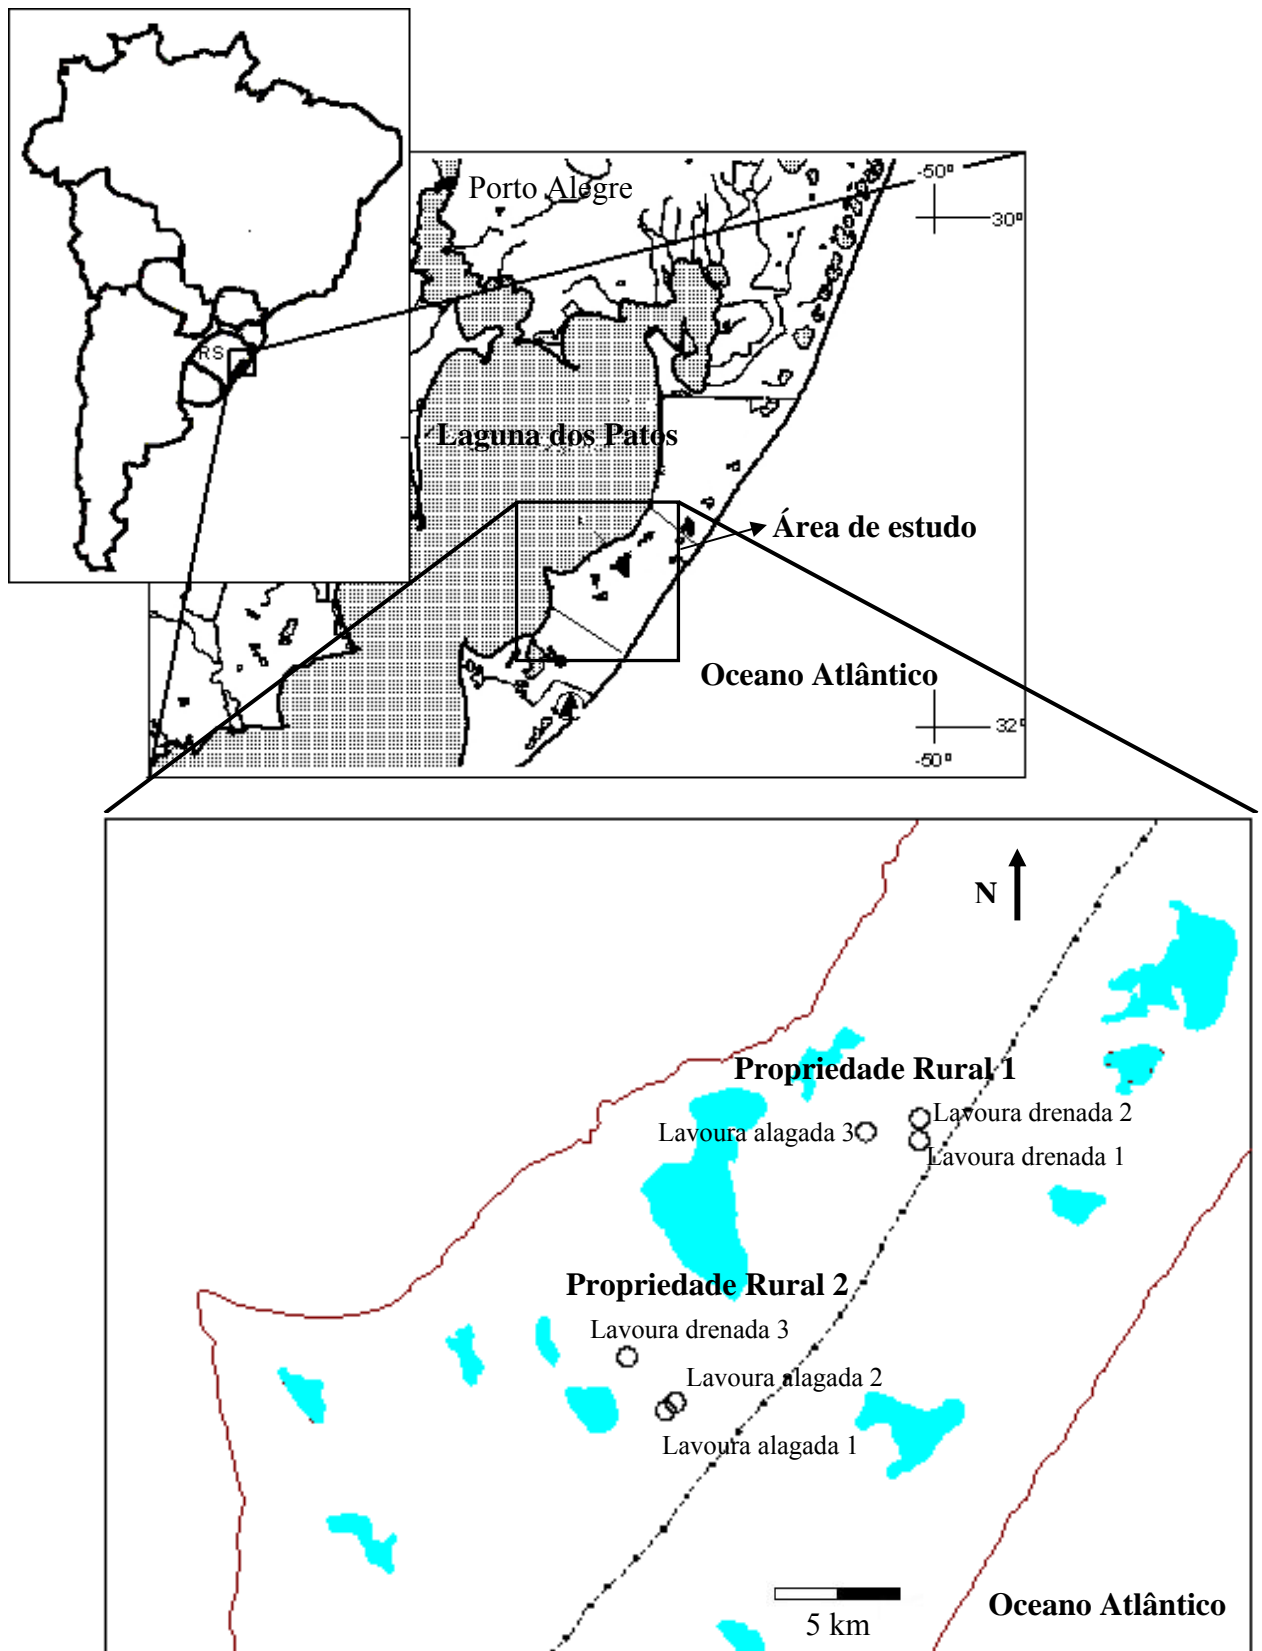 RS
Porto Alegre
-50º
30º
Laguna dos Patos
Área de estudo
Oceano Atlântico
32º
-50º
N
Propriedade Rural 1
Lavoura drenada 2
Lavoura alagada 3
Lavoura drenada 1
Propriedade Rural 2
Lavoura drenada 3
Lavoura alagada 2
Lavoura alagada 1
5 km
Oceano Atlântico